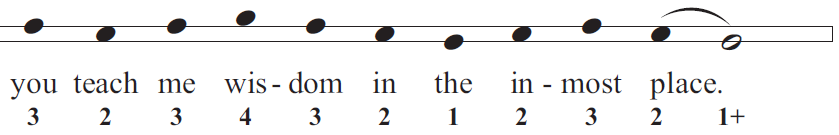 you teach me wis - dom in the in - most place.
3 2 3 4 3 2 1 2 3 2 1+